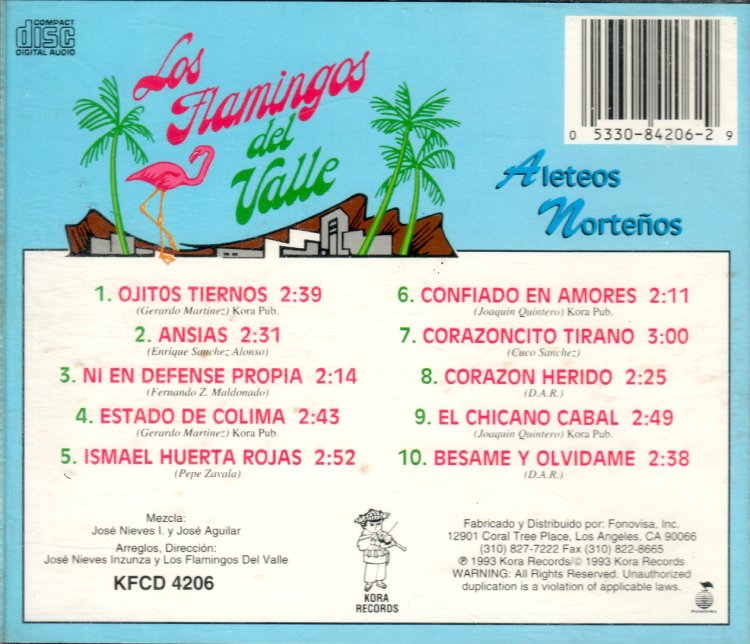 COMPACT
disc
DIGITAL AUDIO
Los
Flamingos
del
Valle
0 5330-84206-2 9
Aleteos
Norteños
1. OJITOS TIERNOS 2:39
(Gerardo Martinez) Kora Pub.
2. ANSIAS 2:31
(Enrique Sanchez Alonso)
3. NI EN DEFENSE PROPIA 2:14
(Fernando Z. Maldonado)
4. ESTADO DE COLIMA 2:43
(Gerardo Martinez) Kora Pub.
5. ISMAEL HUERTA ROJAS 2:52
(Pepe Zavala)
6. CONFIADO EN AMORES 2:11
(Joaquin Quintero) Kora Pub.
7. CORAZONCITO TIRANO 3:00
(Cuco Sanchez)
8. CORAZON HERIDO 2:25
(D.A.R.)
9. EL CHICANO CABAL 2:49
(Joaquin Quintero) Kora Pub.
10. BESAME Y OLVIDAME 2:38
(D.A.R.)
Mezcla:
José Nieves I. y José Aguilar
Arreglos, Dirección:
José Nieves Inzunza y Los Flamingos Del Valle
KFCD 4206
KORA
RECORDS
Fabricado y Distribuido por: Fonovisa, Inc.
12901 Coral Tree Place, Los Angeles, CA 90066
(310) 827-7222 Fax (310) 822-8665
℗ 1993 Kora Records/© 1993 Kora Records
WARNING: All Rights Reserved. Unauthorized
duplication is a violation of applicable laws.
FONOVISA